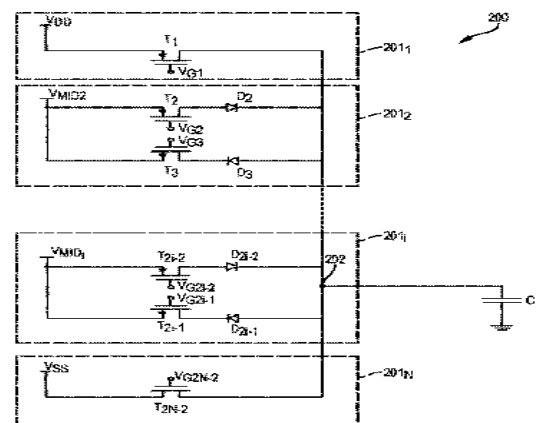 200
VDD
T1
VG1
2011
VMID2
T2
D2
VG2
VG3
T3
D3
2012
VMIDi
T2i-2
D2i-2
VG2i-2
VG2i-1
T2i-1
D2i-1
201i
202
C
VSS
VG2N-2
T2N-2
201N